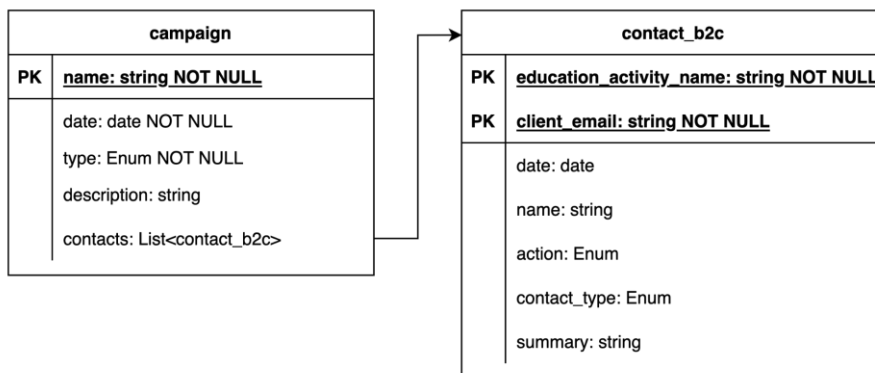 campaign
PK name: string NOT NULL
date: date NOT NULL
type: Enum NOT NULL
description: string
contacts: List<contact_b2c>
contact_b2c
PK education_activity_name: string NOT NULL
PK client_email: string NOT NULL
date: date
name: string
action: Enum
contact_type: Enum
summary: string